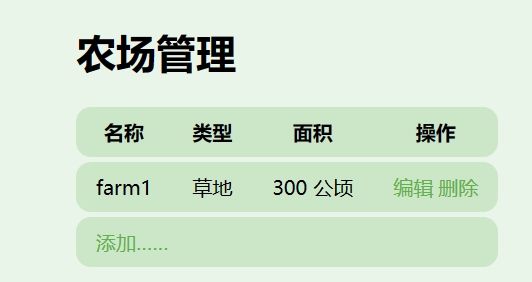 农场管理
名称 类型 面积 操作
farm1 草地 300 公顷 编辑 删除
添加……